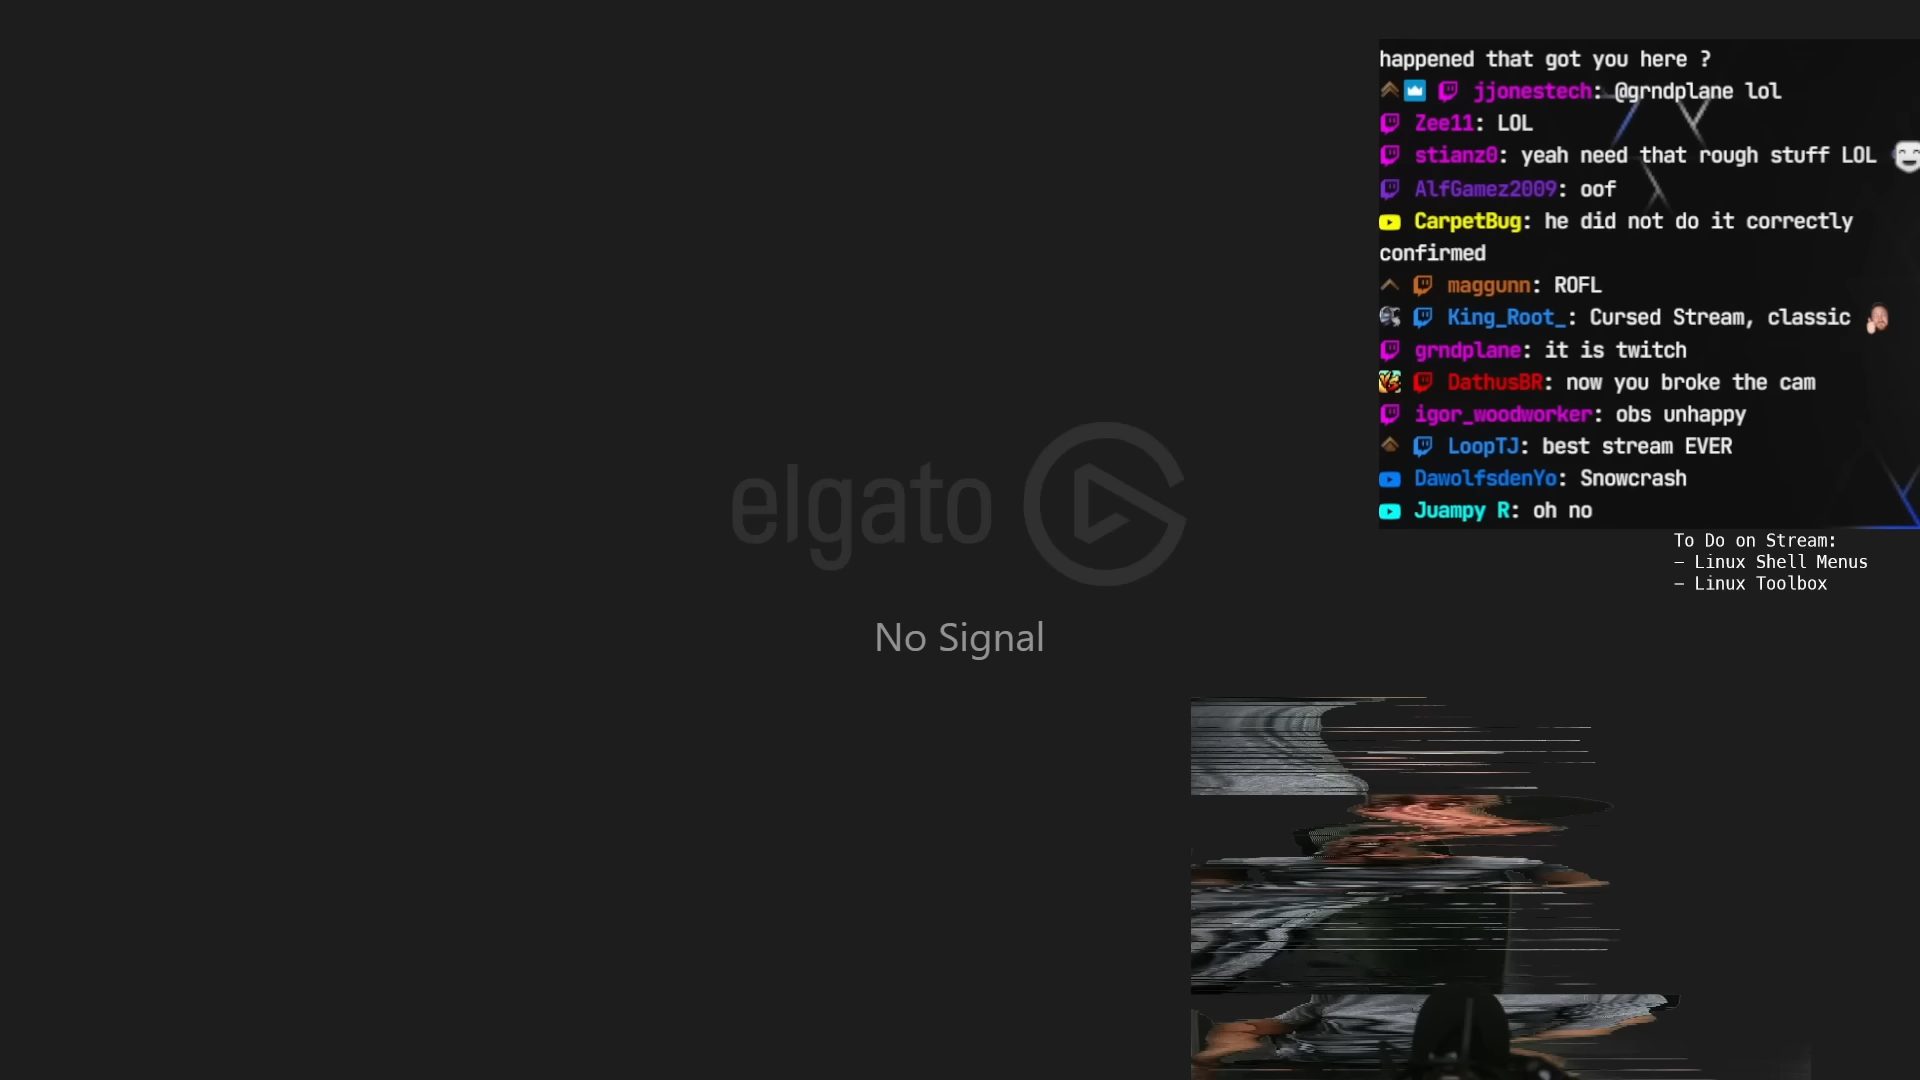 happened that got you here ?
jjonestech: @grndplane lol
Zee11: LOL
stianz0: yeah need that rough stuff LOL
AlfGamez2009: oof
CarpetBug: he did not do it correctly
confirmed
maggunn: ROFL
King_Root_: Cursed Stream, classic
grndplane: it is twitch
DathusBR: now you broke the cam
igor_woodworker: obs unhappy
LoopTJ: best stream EVER
DawolfsdenYo: Snowcrash
Juampy R: oh no
To Do on Stream:
- Linux Shell Menus
- Linux Toolbox
elgato
No Signal